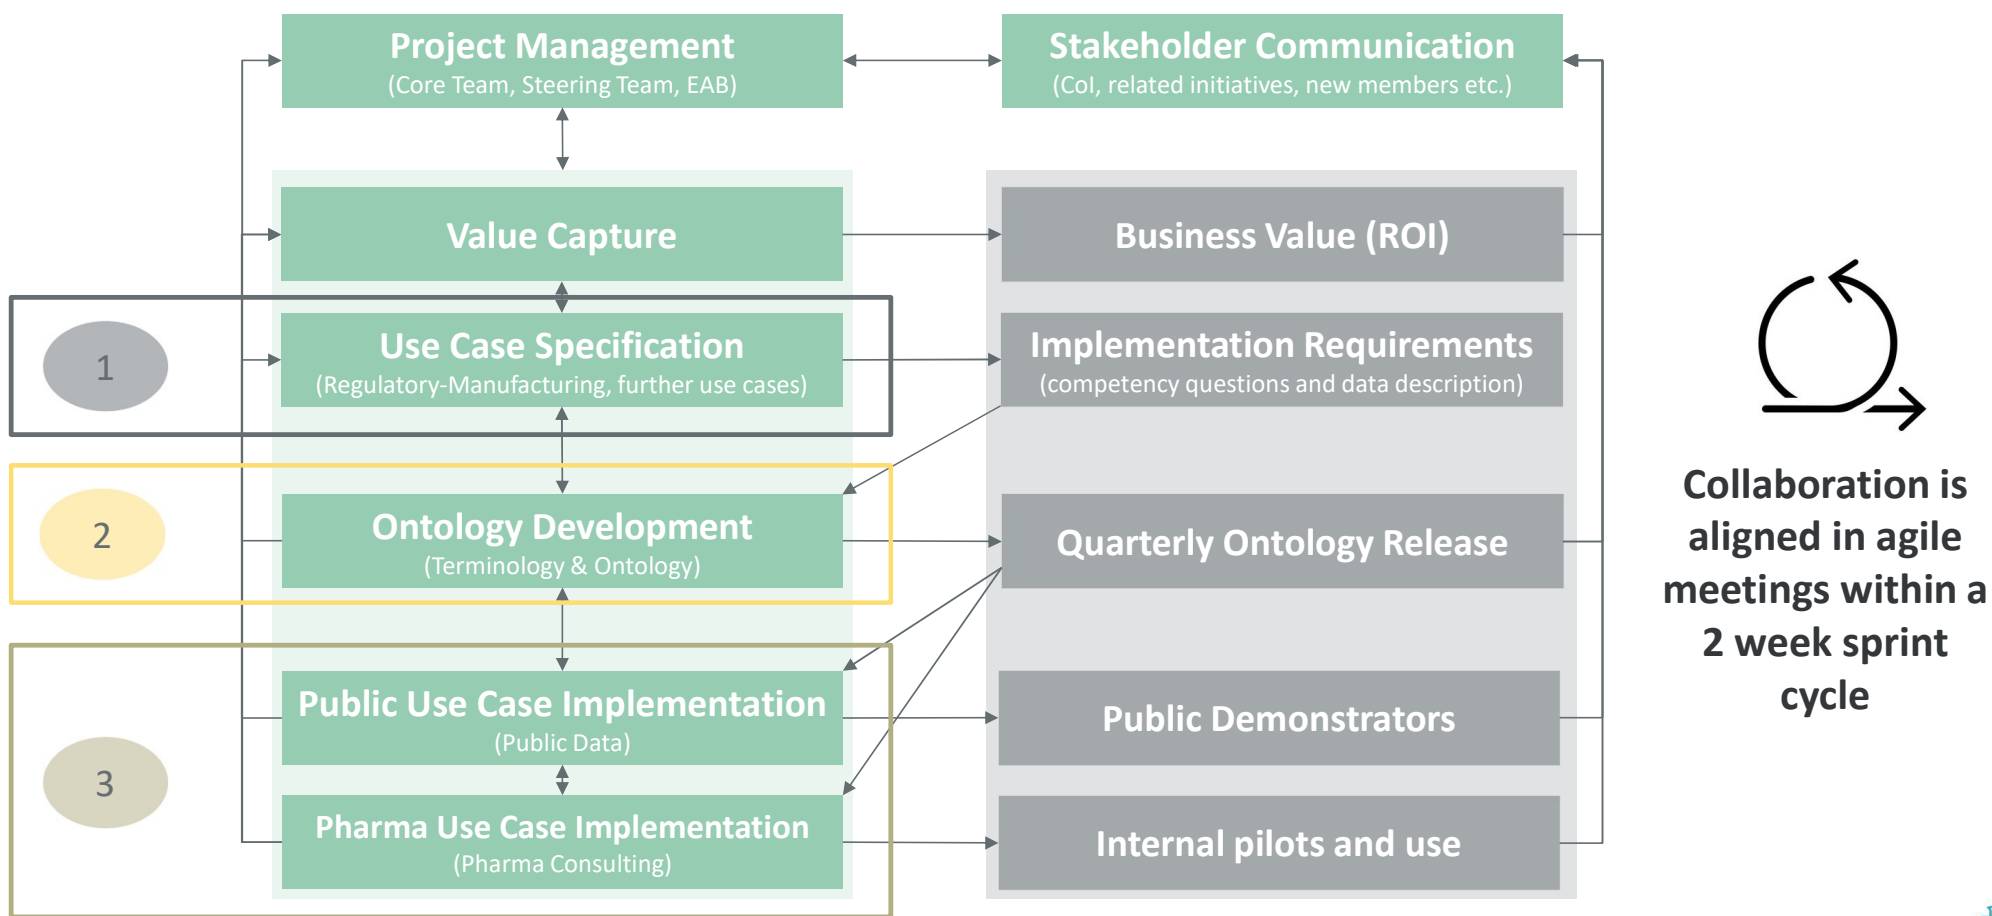 Project Management
(Core Team, Steering Team, EAB)
Stakeholder Communication
(CoI, related initiatives, new members etc.)
Value Capture
Business Value (ROI)
1
Use Case Specification
(Regulatory-Manufacturing, further use cases)
Implementation Requirements
(competency questions and data description)
2
Ontology Development
(Terminology & Ontology)
Quarterly Ontology Release
3
Public Use Case Implementation
(Public Data)
Public Demonstrators
Pharma Use Case Implementation
(Pharma Consulting)
Internal pilots and use
Collaboration is
aligned in agile
meetings within a
2 week sprint
cycle